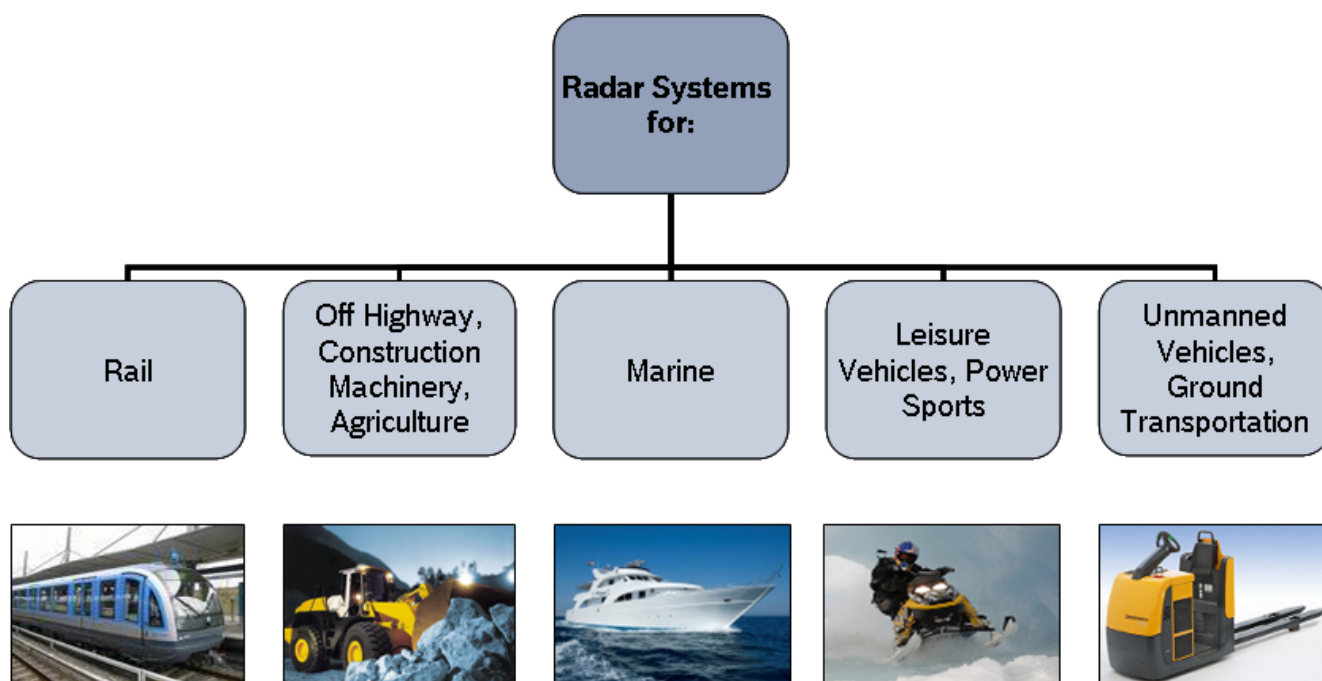 Radar Systems
for:
Rail
Off Highway,
Construction
Machinery,
Agriculture
Marine
Leisure
Vehicles, Power
Sports
Unmanned
Vehicles,
Ground
Transportation